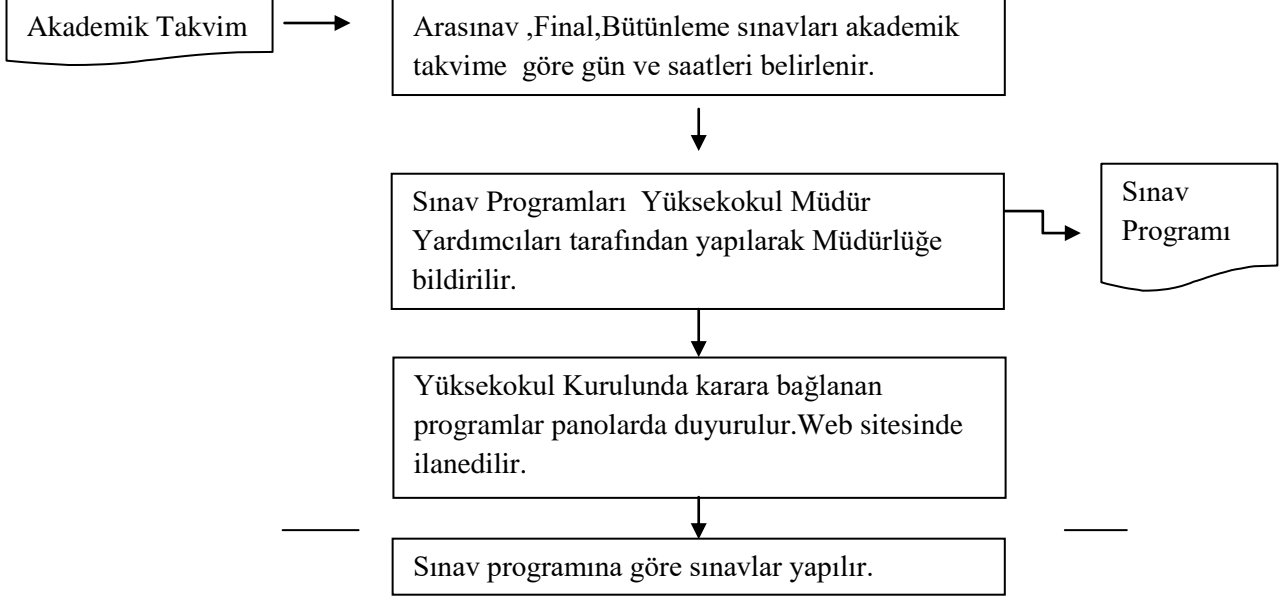 Akademik Takvim
Arasınav ,Final,Bütünleme sınavları akademik
takvime  göre gün ve saatleri belirlenir.
Sınav Programları  Yüksekokul Müdür
Yardımcıları tarafından yapılarak Müdürlüğe
bildirilir.
Sınav
Programı
Yüksekokul Kurulunda karara bağlanan
programlar panolarda duyurulur.Web sitesinde
ilanedilir.
Sınav programına göre sınavlar yapılır.